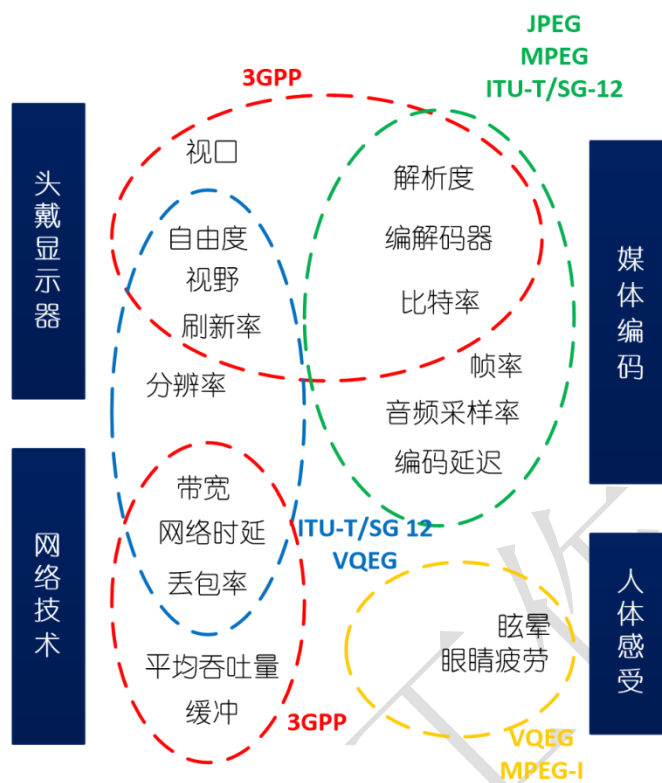 JPEG
MPEG
ITU-T/SG-12
3GPP
头戴显示器
视口
自由度
视野
刷新率
分辨率
解析度
编解码器
比特率
帧率
音频采样率
编码延迟
媒体编码
网络技术
带宽
网络时延
丢包率
平均吞吐量
缓冲
3GPP
ITU-T/SG 12
VQEG
眩晕
眼睛疲劳
人体感受
VQEG
MPEG-I